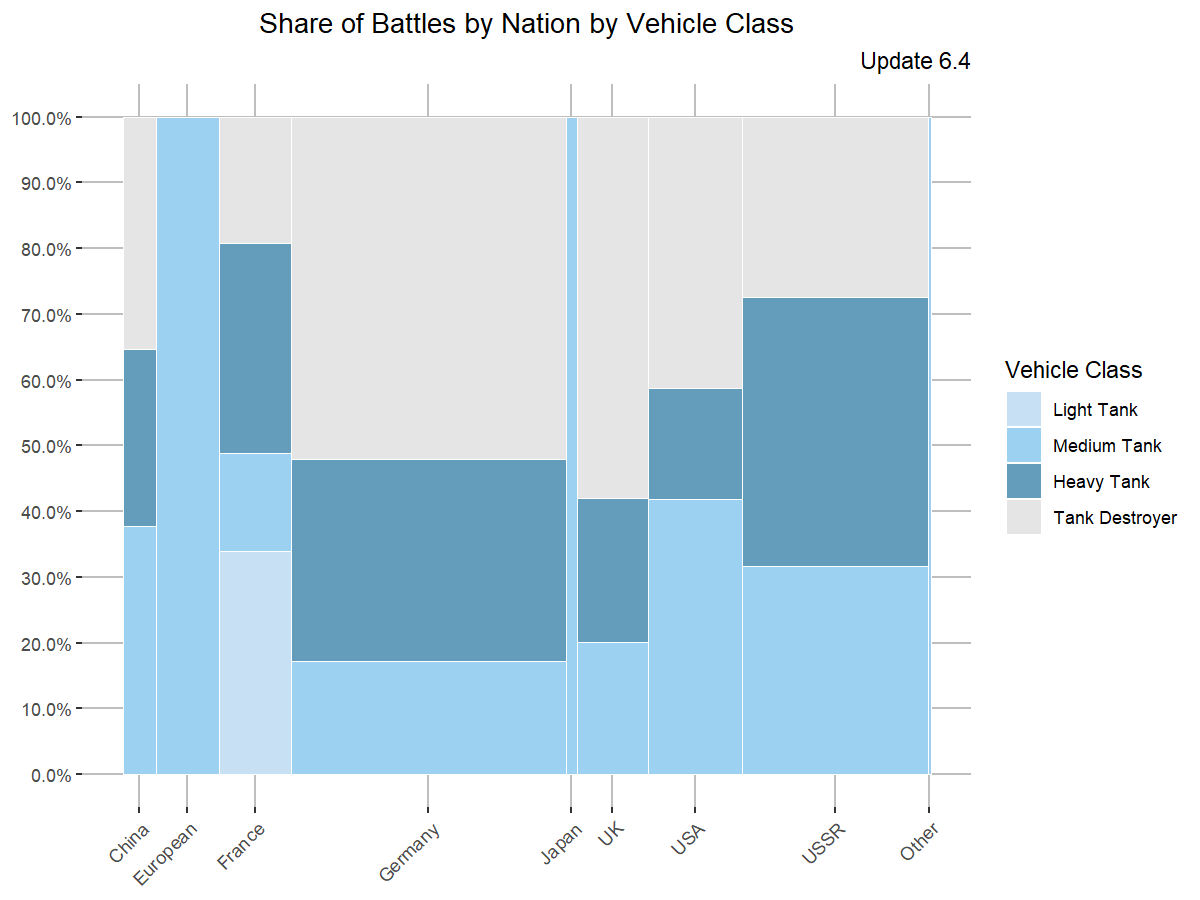 Share of Battles by Nation by Vehicle Class
Update 6.4
100.0%
90.0%
80.0%
70.0%
60.0%
50.0%
40.0%
30.0%
20.0%
10.0%
0.0%
China
European
France
Germany
Japan
UK
USA
USSR
Other
Vehicle Class
Light Tank
Medium Tank
Heavy Tank
Tank Destroyer